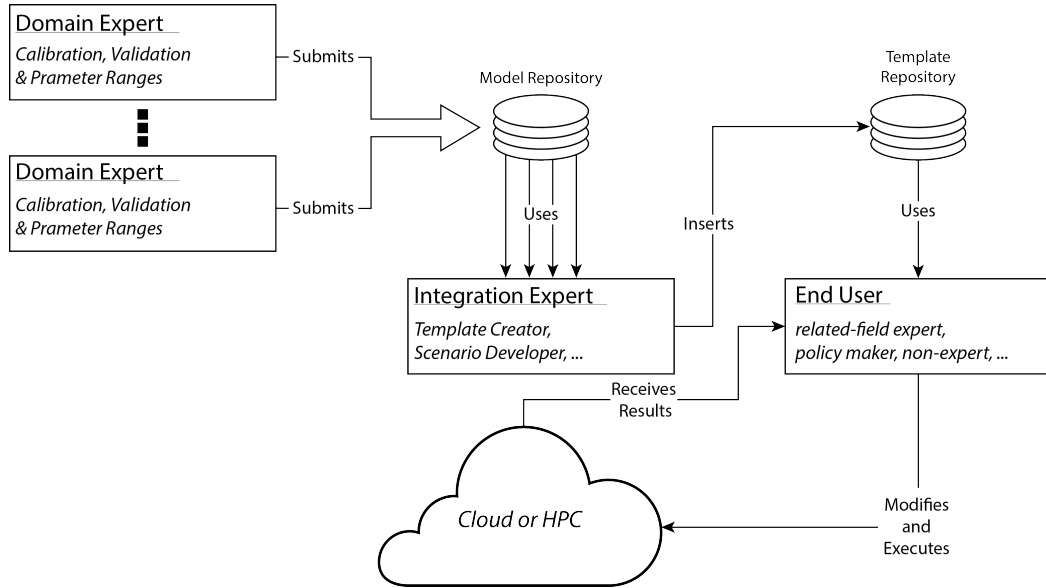 Domain Expert
Calibration, Validation
& Prameter Ranges
Submits
Domain Expert
Calibration, Validation
& Prameter Ranges
Submits
Model Repository
Uses
Integration Expert
Template Creator,
Scenario Developer, ...
Inserts
Template
Repository
Uses
End User
related-field expert,
policy maker, non-expert, ...
Modifies
and
Executes
Cloud or HPC
Receives
Results